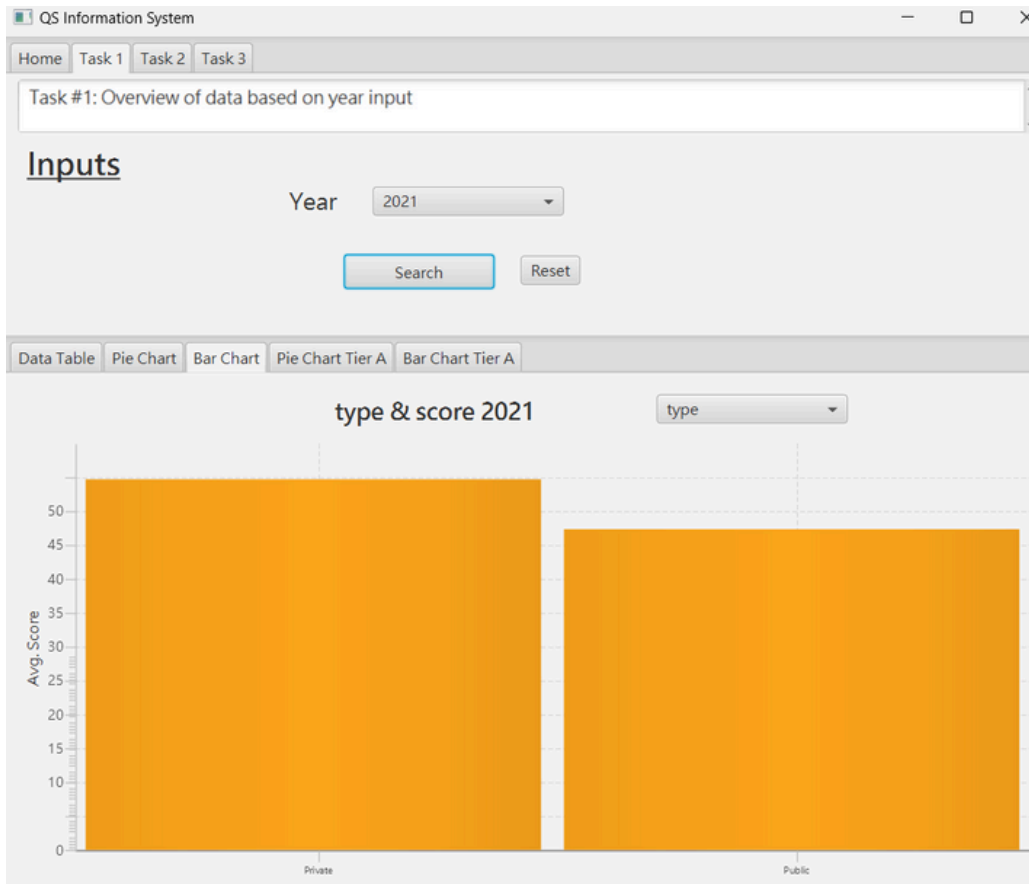 QS Information System
Home Task 1 Task 2 Task 3
Task #1: Overview of data based on year input
Inputs
Year 2021
Search Reset
Data Table Pie Chart Bar Chart Pie Chart Tier A Bar Chart Tier A
type & score 2021 type
Avg. Score
50
45
40
35
30
25
20
15
10
0
Private Public